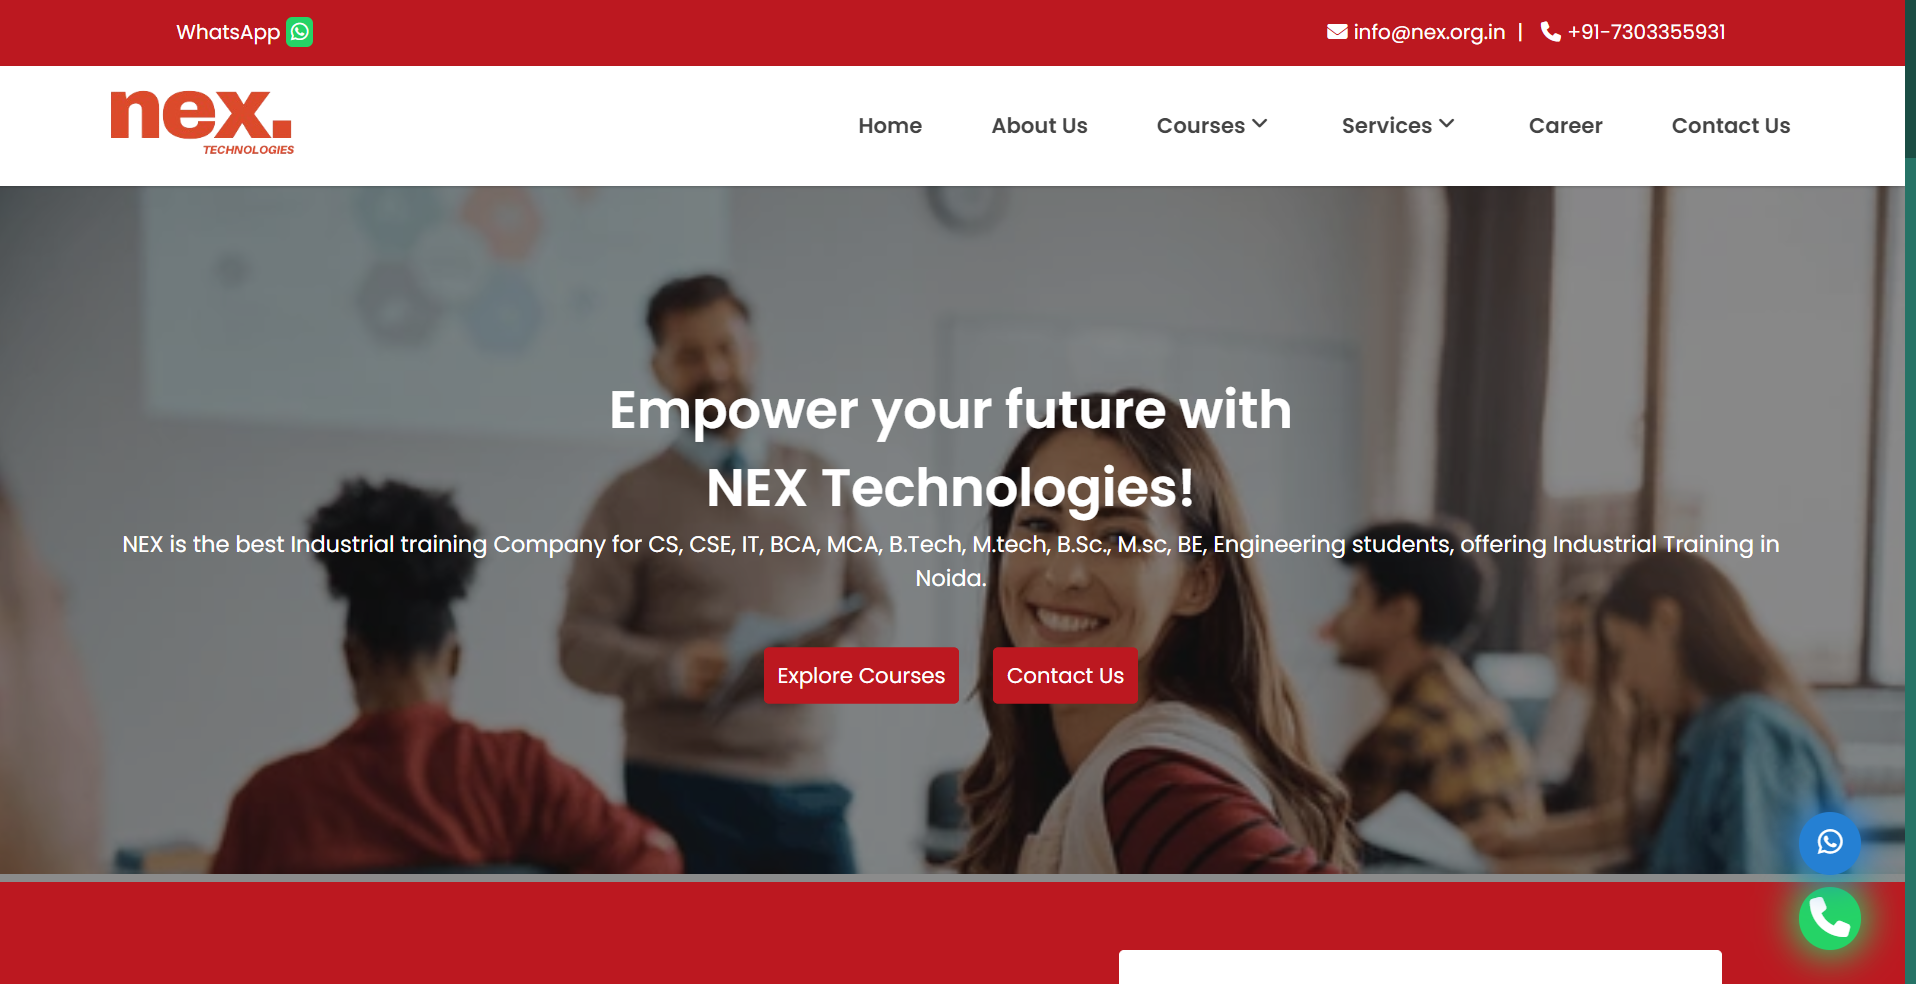 WhatsApp
info@nex.org.in | +91-7303355931
nex.
TECHNOLOGIES
Home About Us Courses Services Career Contact Us
Empower your future with
NEX Technologies!
NEX is the best Industrial training Company for CS, CSE, IT, BCA, MCA, B.Tech, M.tech, B.Sc., M.sc, BE, Engineering students, offering Industrial Training in
Noida.
Explore Courses Contact Us